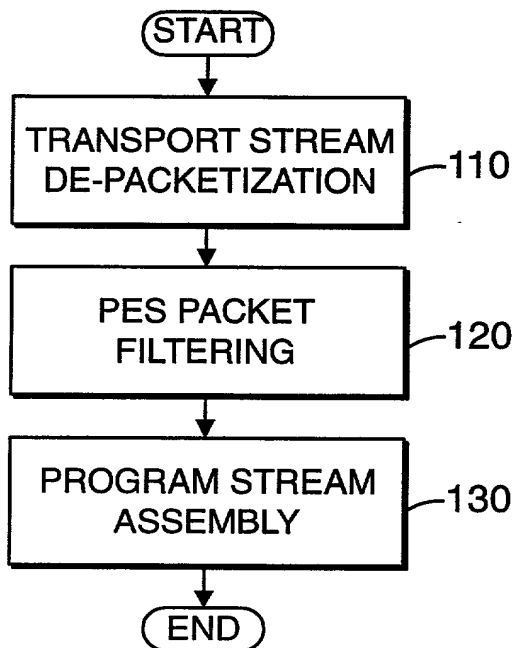 START
TRANSPORT STREAM
DE-PACKETIZATION
110
PES PACKET
FILTERING
120
PROGRAM STREAM
ASSEMBLY
130
END